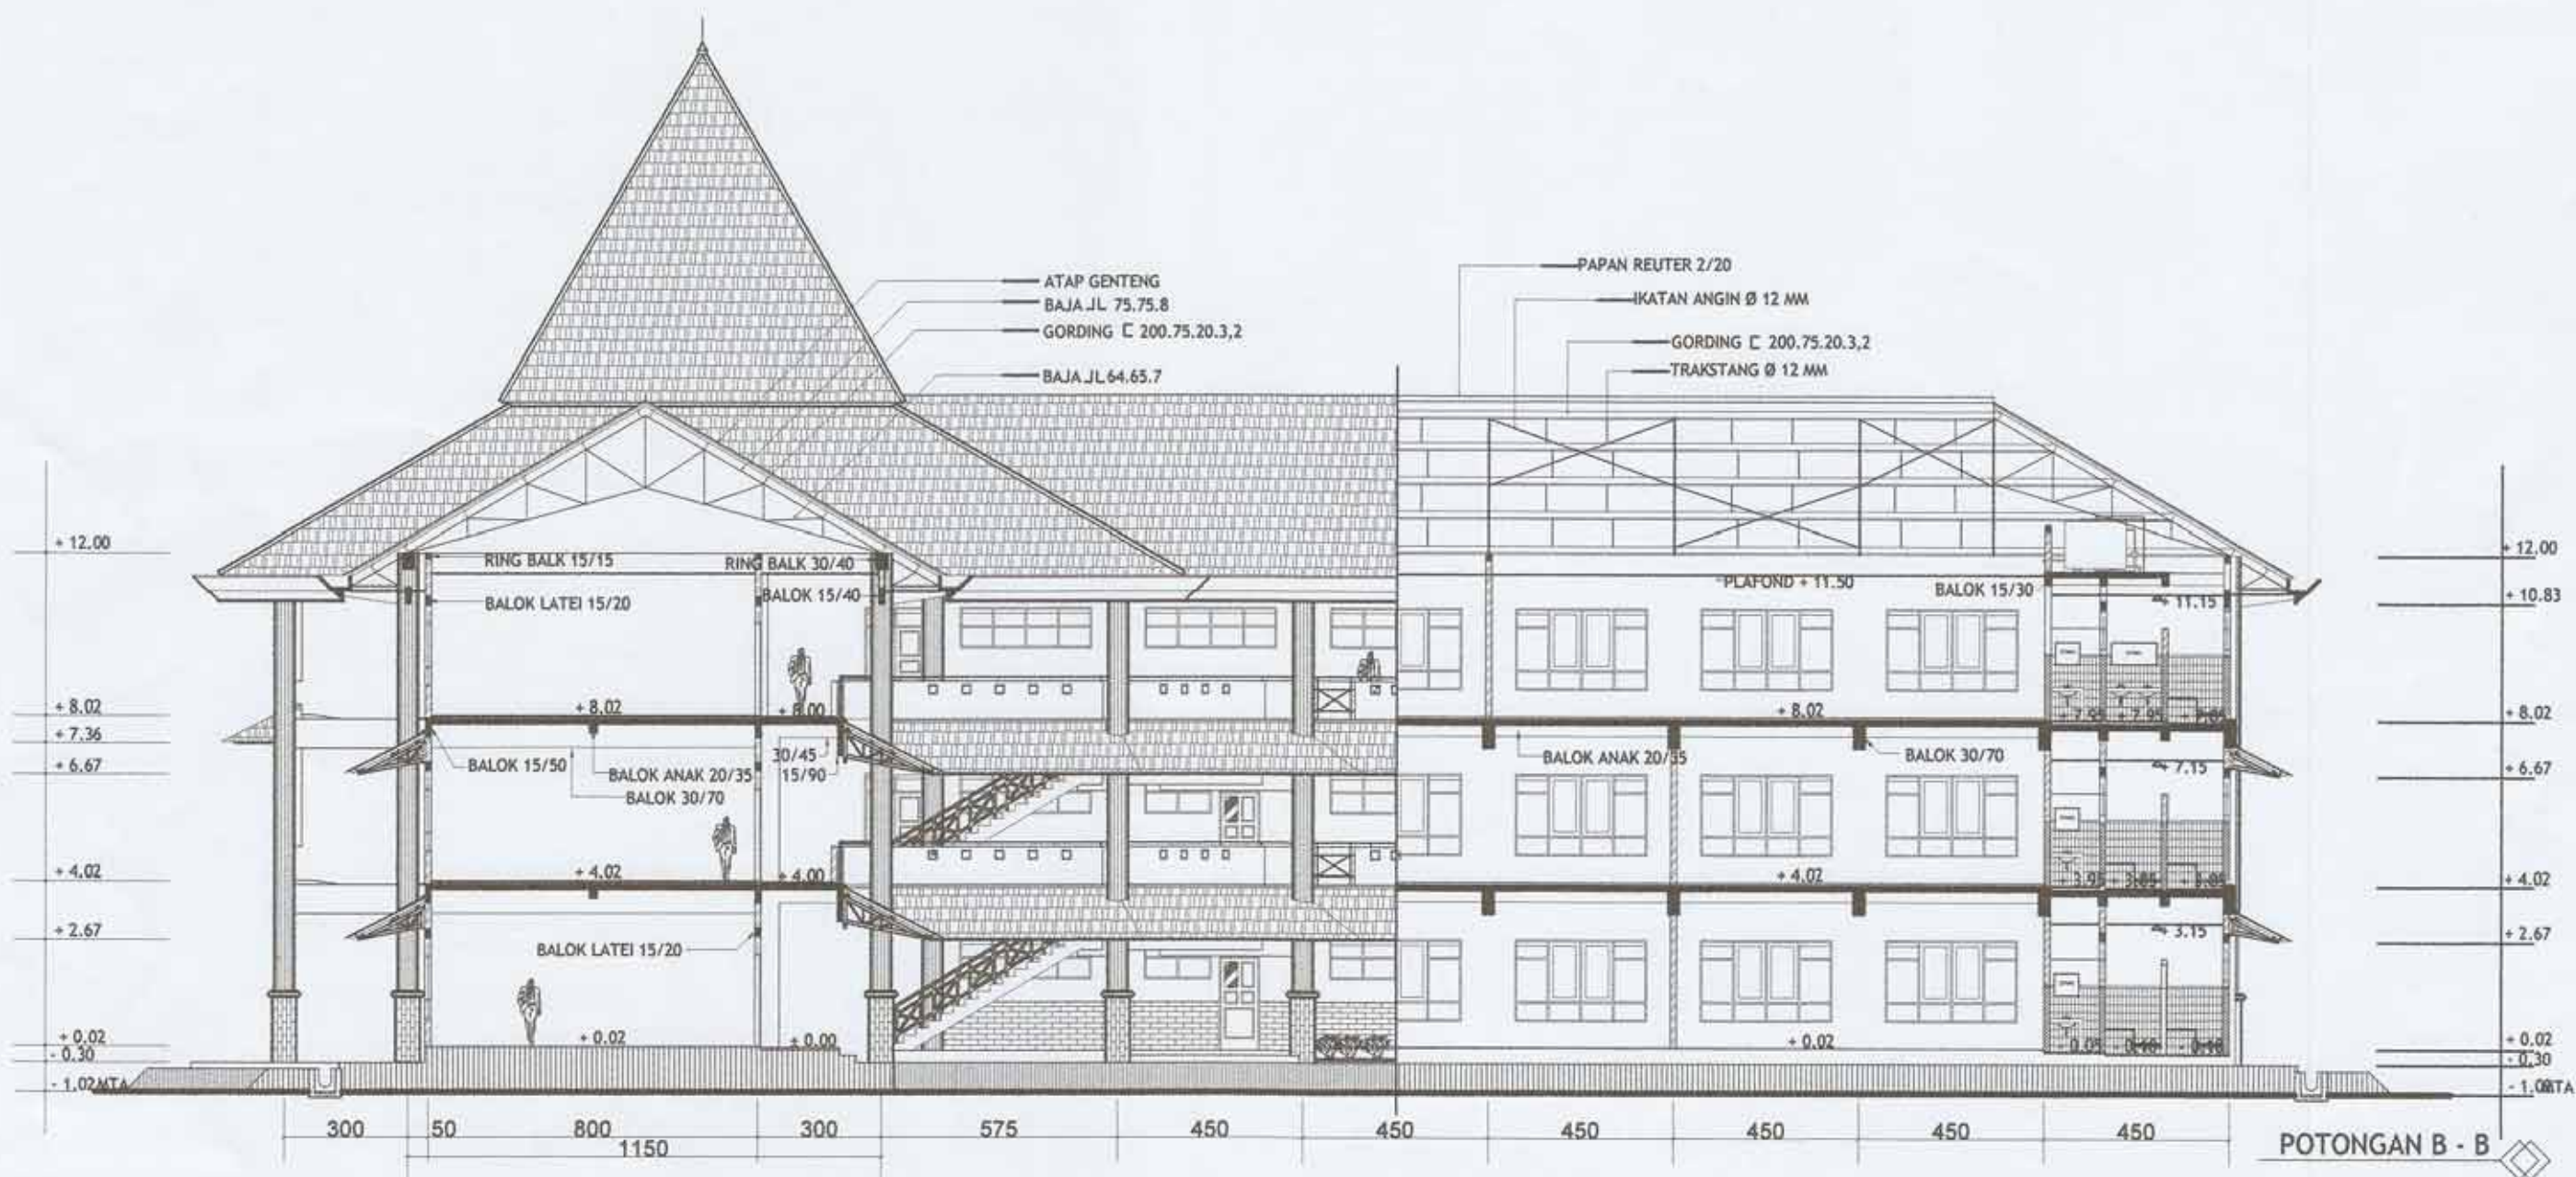 ATAP GENTENG
BAJA JL 75.75.8
GORDING C 200.75.20.3,2
BAJA JL 64.65.7
PAPAN REUTER 2/20
IKATAN ANGIN Ø 12 MM
GORDING C 200.75.20.3,2
TRAKSTANG Ø 12 MM
+ 12.00
+ 8.02
+ 7.36
+ 6.67
+ 4.02
+ 2.67
+ 0.02
- 0.30
- 1.02 MTA
RING BALK 15/15
RING BALK 30/40
BALOK LATEI 15/20
BALOK 15/40
+ 8.02
+ 8.00
BALOK 15/50
BALOK ANAK 20/35
BALOK 30/70
30/45
15/90
+ 4.02
+ 4.00
BALOK LATEI 15/20
+ 0.02
± 0.00
PLAFOND + 11.50
BALOK 15/30
+ 11.15
+ 8.02
+ 7.95
+ 7.95
BALOK ANAK 20/35
BALOK 30/70
+ 7.15
+ 4.02
+ 3.15
+ 0.02
+ 12.00
+ 10.83
+ 8.02
+ 6.67
+ 4.02
+ 2.67
+ 0.02
- 0.30
300
50
800
300
575
450
450
450
450
450
450
1150
POTONGAN B - B